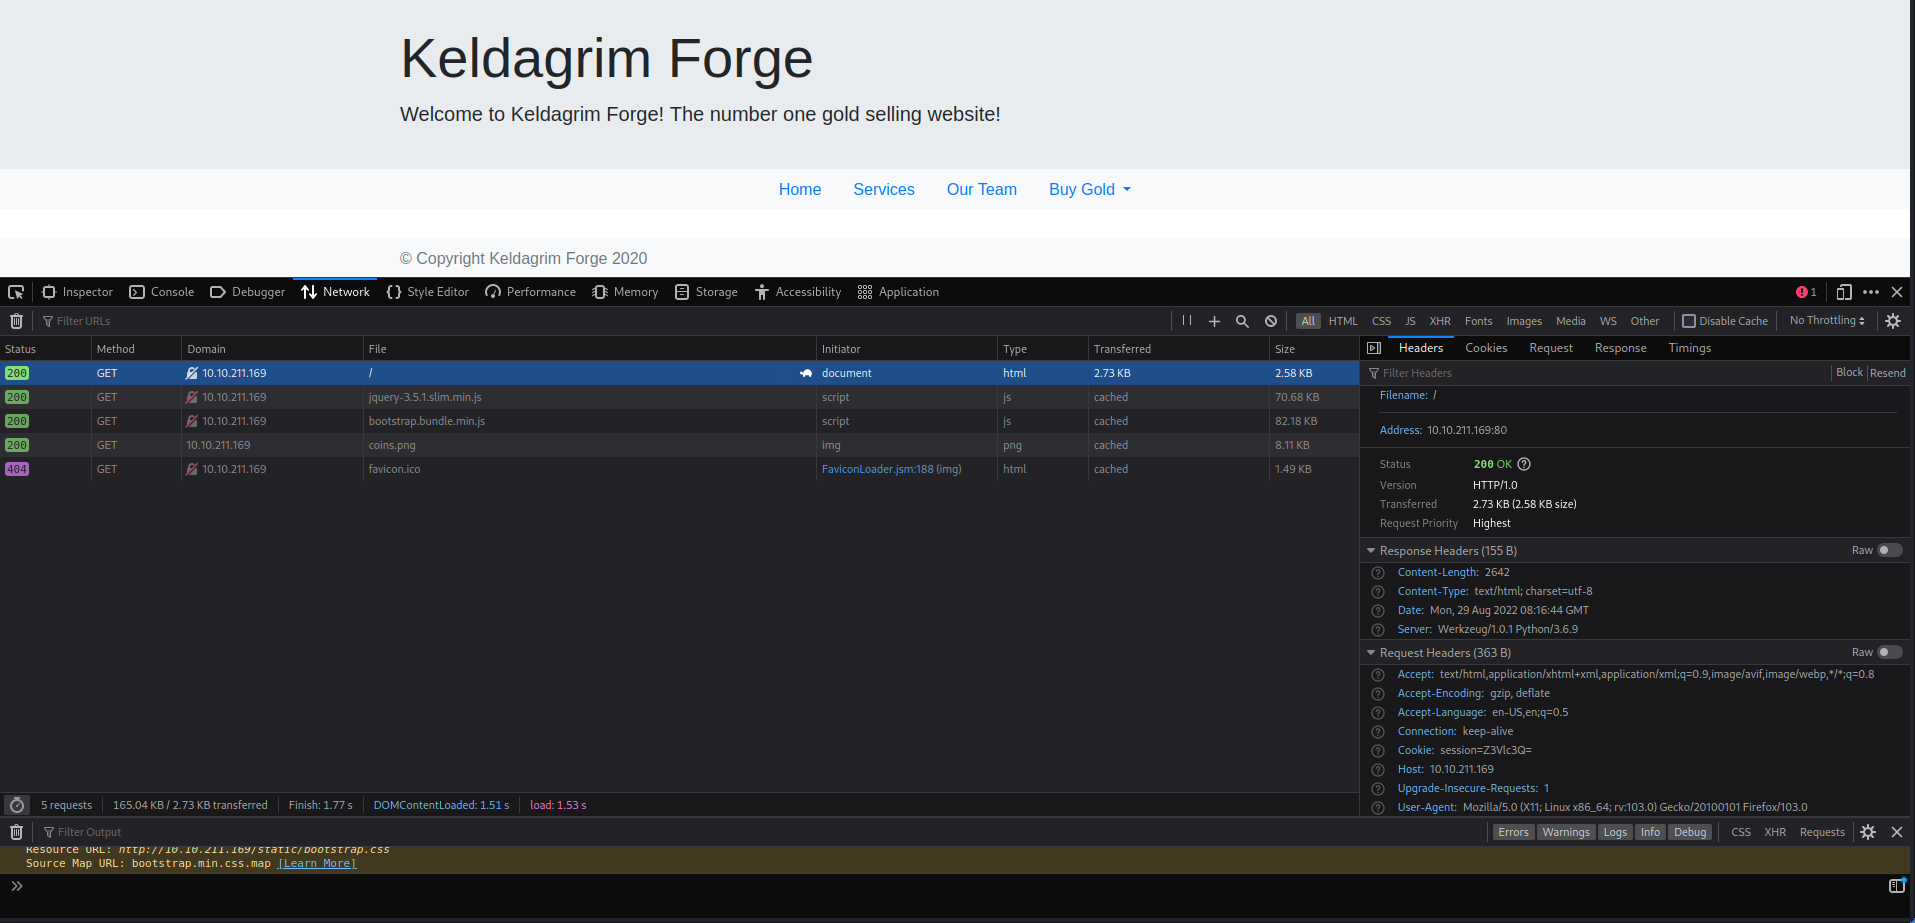 Keldagrim Forge
Welcome to Keldagrim Forge! The number one gold selling website!
Home Services Our Team Buy Gold
© Copyright Keldagrim Forge 2020
Inspector Console Debugger Network Style Editor Performance Memory Storage Accessibility Application 1
Filter URLs All HTML CSS JS XHR Fonts Images Media WS Other Disable Cache No Throttling
Status Method Domain File Initiator Type Transferred Size
200 GET 10.10.211.169 / document html 2.73 KB 2.58 KB
200 GET 10.10.211.169 jquery-3.5.1.slim.min.js script js cached 70.68 KB
200 GET 10.10.211.169 bootstrap.bundle.min.js script js cached 82.18 KB
200 GET 10.10.211.169 coins.png img png cached 8.11 KB
404 GET 10.10.211.169 favicon.ico FaviconLoader.jsm:188 (img) html cached 1.49 KB
Headers Cookies Request Response Timings
Filter Headers Block Resend
Filename: /
Address: 10.10.211.169:80
Status 200 OK
Version HTTP/1.0
Transferred 2.73 KB (2.58 KB size)
Request Priority Highest
Response Headers (155 B) Raw
Content-Length: 2642
Content-Type: text/html; charset=utf-8
Date: Mon, 29 Aug 2022 08:16:44 GMT
Server: Werkzeug/1.0.1 Python/3.6.9
Request Headers (363 B) Raw
Accept: text/html,application/xhtml+xml,application/xml;q=0.9,image/avif,image/webp,*/*;q=0.8
Accept-Encoding: gzip, deflate
Accept-Language: en-US,en;q=0.5
Connection: keep-alive
Cookie: session=Z3Vlc3Q=
Host: 10.10.211.169
Upgrade-Insecure-Requests: 1
User-Agent: Mozilla/5.0 (X11; Linux x86_64; rv:103.0) Gecko/20100101 Firefox/103.0
5 requests 165.04 KB / 2.73 KB transferred Finish: 1.77 s DOMContentLoaded: 1.51 s load: 1.53 s
Filter Output Errors Warnings Logs Info Debug CSS XHR Requests
Resource URL: http://10.10.211.169/static/bootstrap.css
Source Map URL: bootstrap.min.css.map [Learn More]